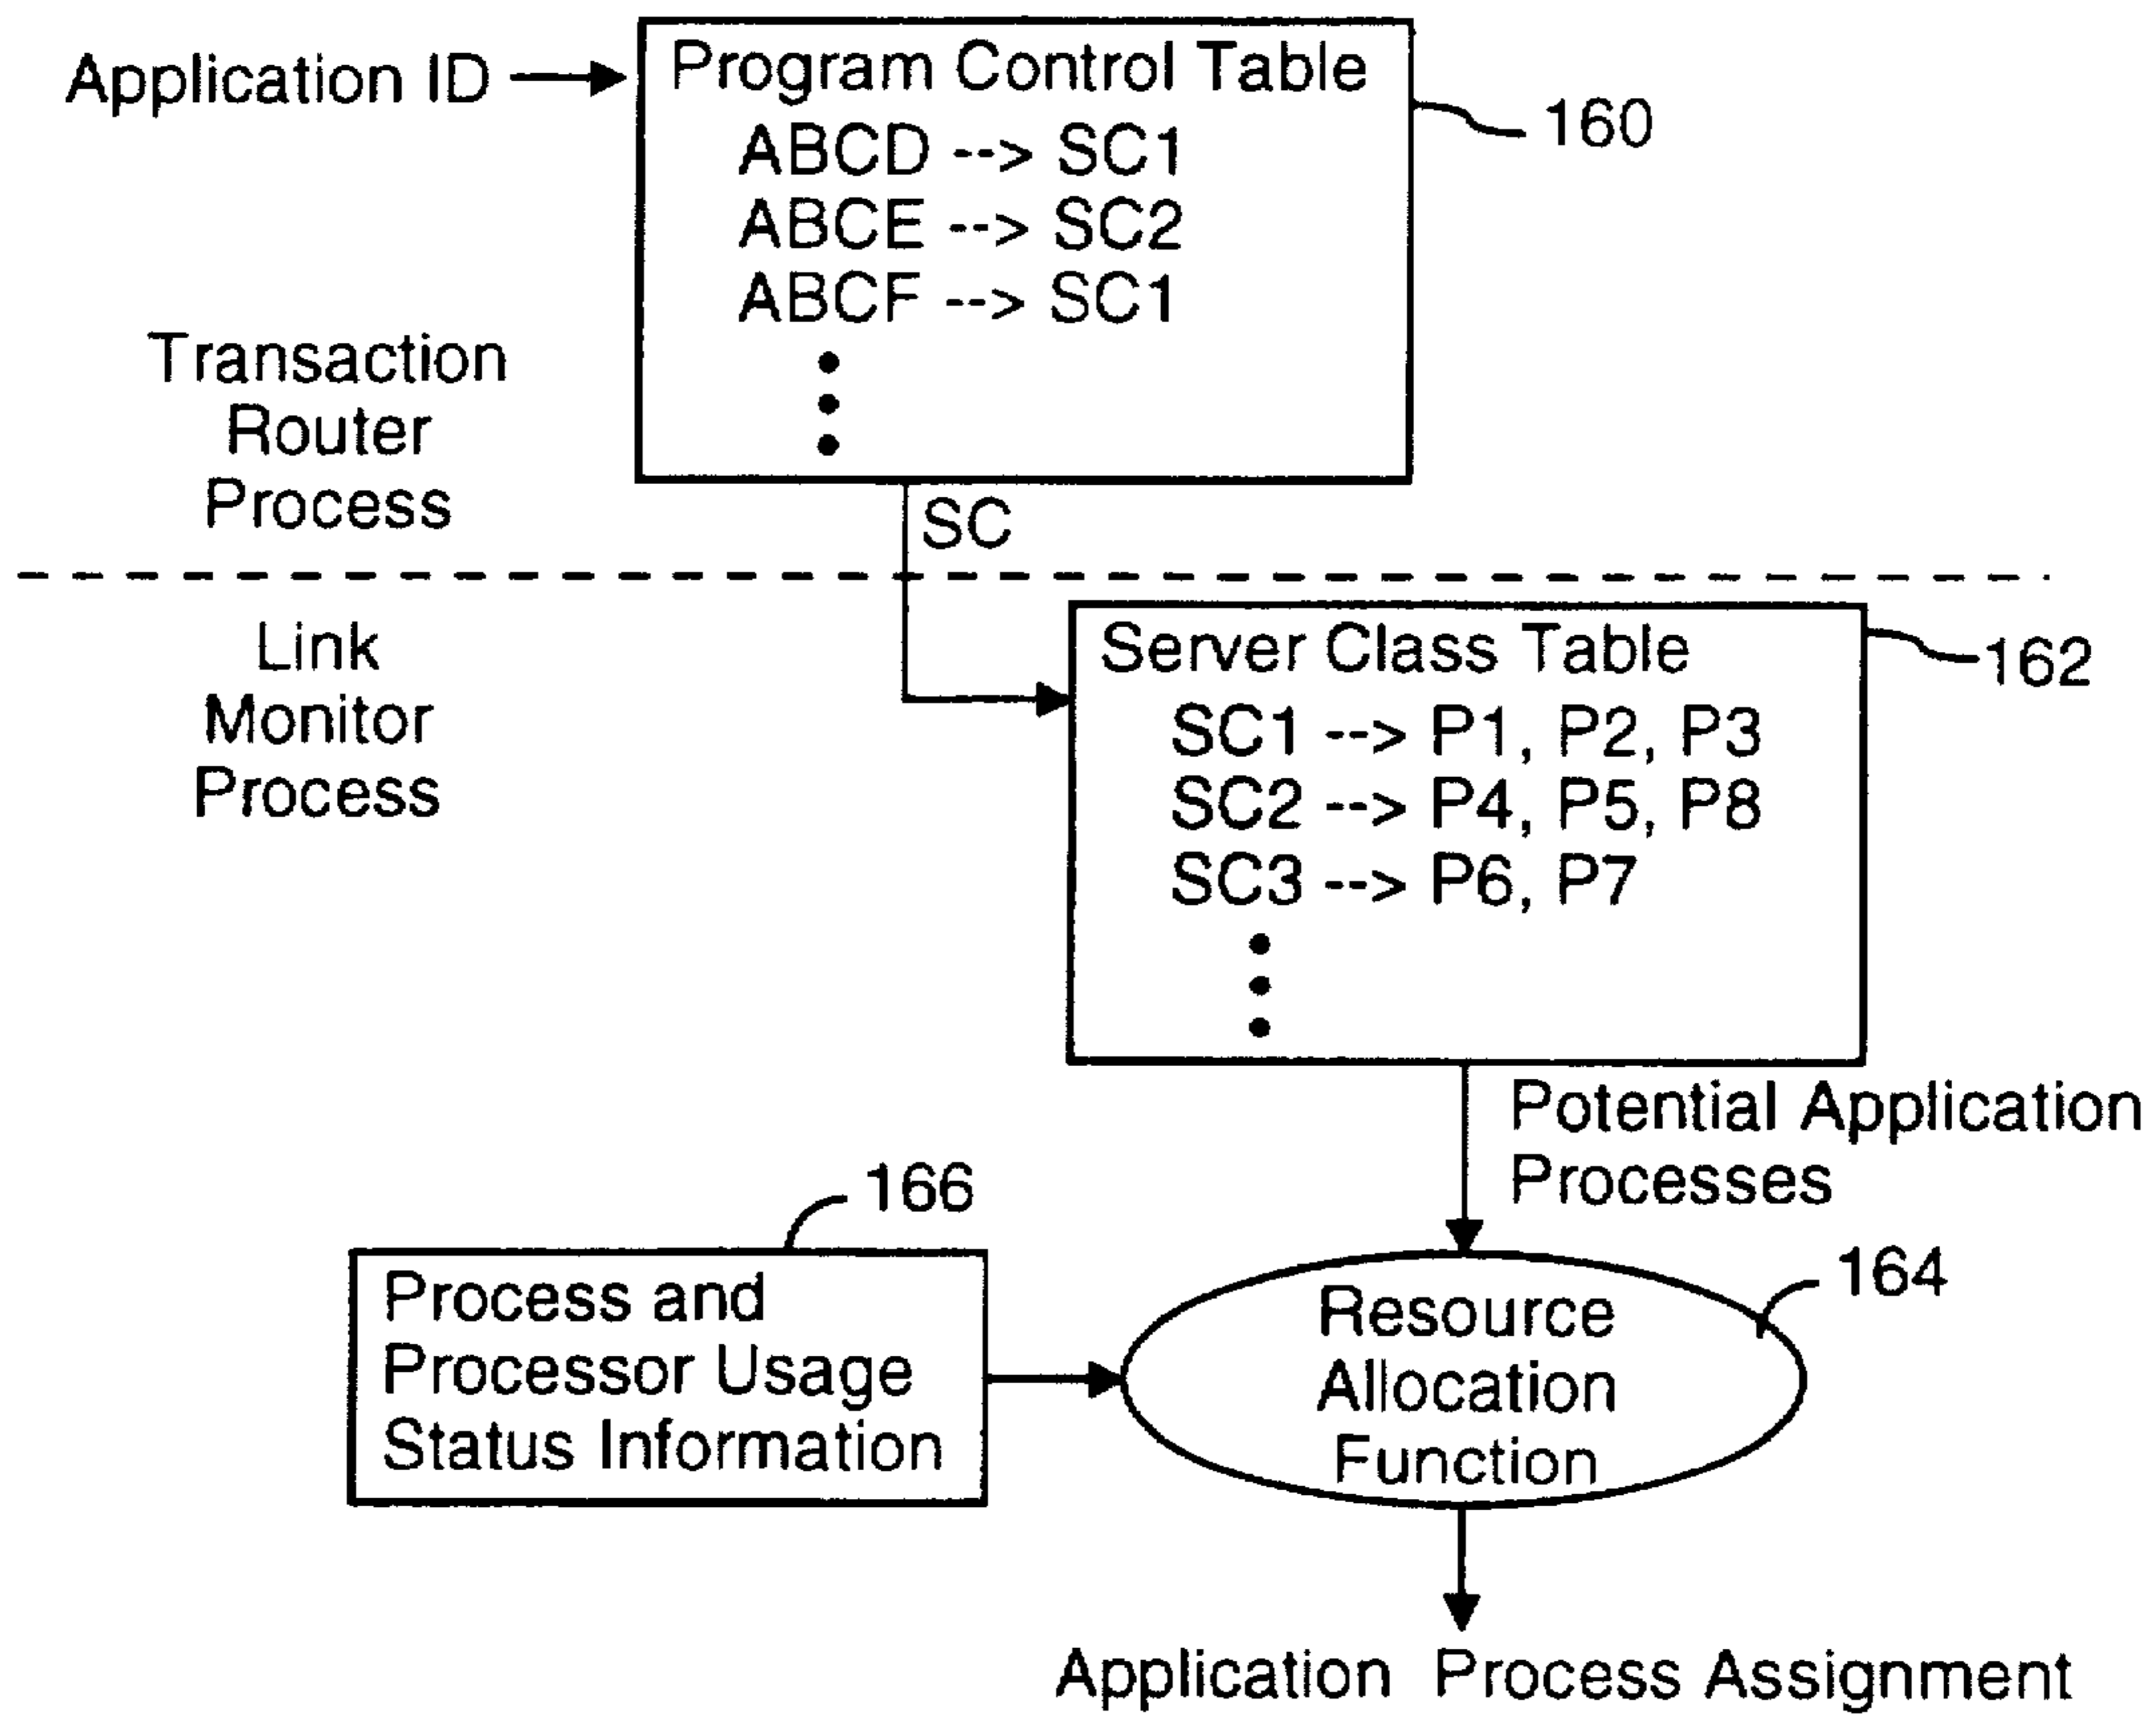 Application ID
Program Control Table
160
ABCD --> SC1
ABCE --> SC2
ABCF --> SC1
Transaction
Router
Process
SC
Link
Monitor
Process
Server Class Table
162
SC1 --> P1, P2, P3
SC2 --> P4, P5, P8
SC3 --> P6, P7
Potential Application
Processes
166
Process and
Processor Usage
Status Information
164
Resource
Allocation
Function
Application Process Assignment